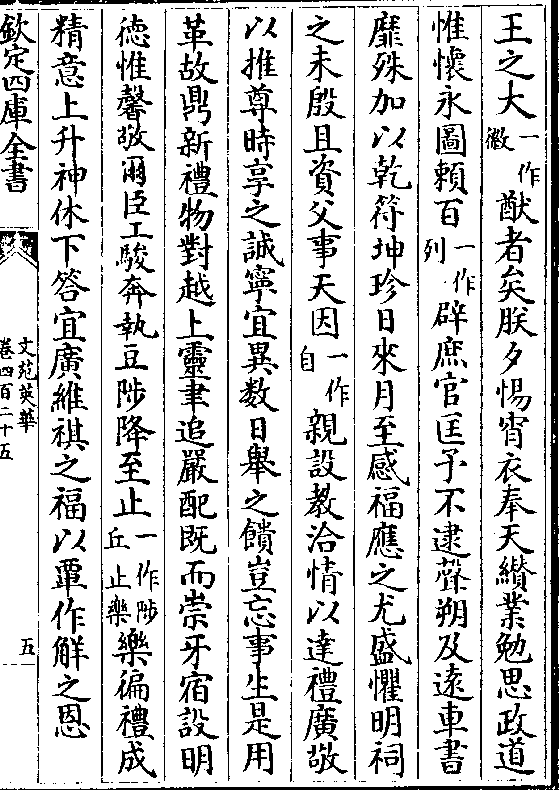 王之大一作徽猷者矣朕夕惕宵衣奉天纉業勉思政道
惟懷永圖頼百一作列辟庶官匡予不逮聲朔及遠車書
靡殊加以乾符坤珍日來月至感福應之尤盛懼明祠
之未殷且資父事天因一作自親設教洽情以達禮廣敬
以推尊時享之誠寧宜異数日舉之饋豈忘事生是用
革故鼎新禮物對越上靈聿追嚴配既而崇牙宿設明
徳惟馨敬爾臣工駿奔執豆陟降至止一作陟丘止樂樂徧禮成
精意上升神休下答宜廣維祺之福以覃作解之恩
欽定四庫全書
文苑英華
卷四百二十五
五